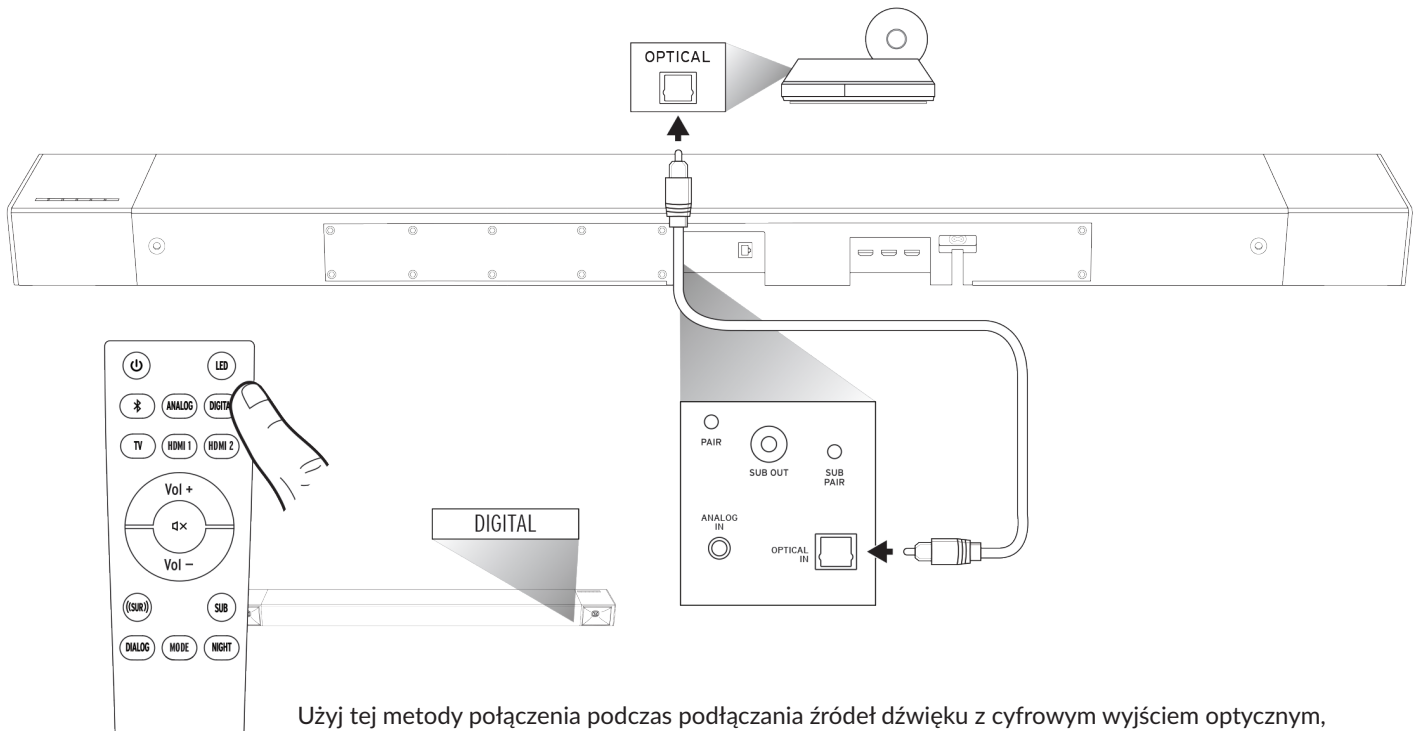 OPTICAL
LED
ANALOG
TV
HDMI 1
HDMI 2
Vol +
Vol –
((SUR))
SUB
DIALOG
MODE
NIGHT
DIGITAL
PAIR
SUB OUT
SUB
PAIR
ANALOG
IN
OPTICAL
IN
Użyj tej metody połączenia podczas podłączania źródeł dźwięku z cyfrowym wyjściem optycznym,